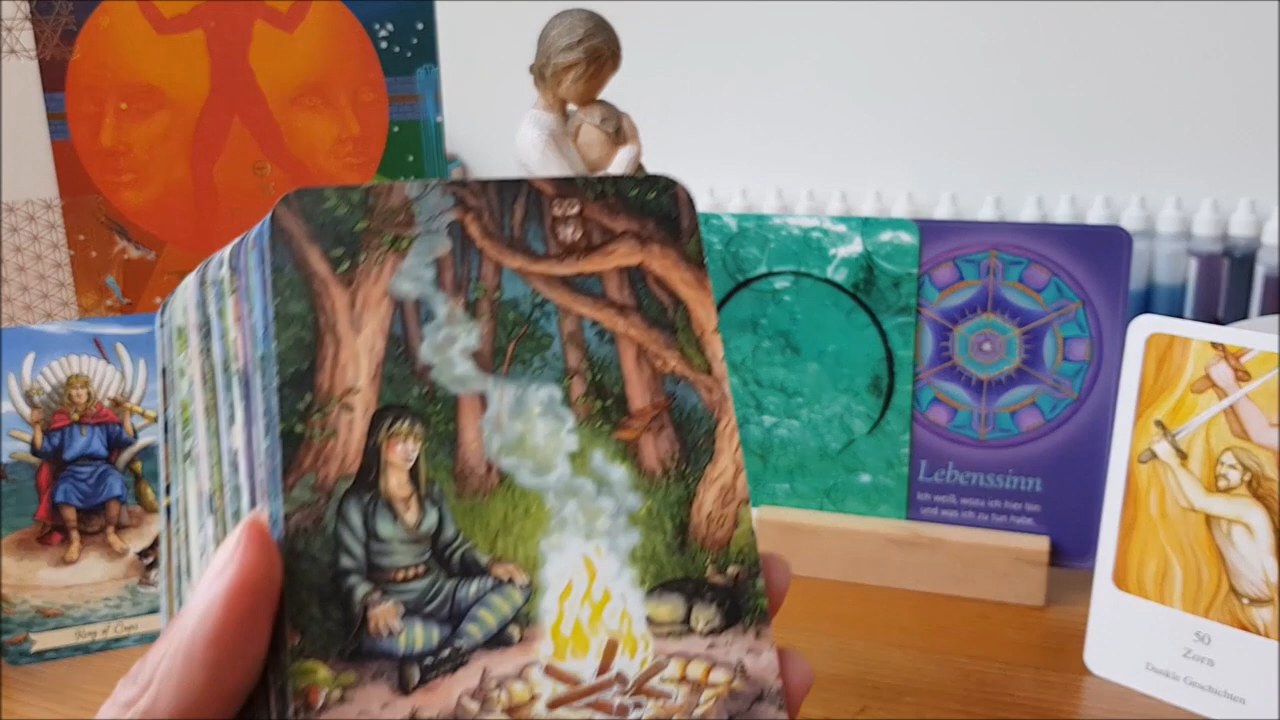 King of Cups
Lebenssinn
Ich weiß, wozu ich hier bin
und was ich zu tun habe.
50
Zorn
Dunkle Geschichten